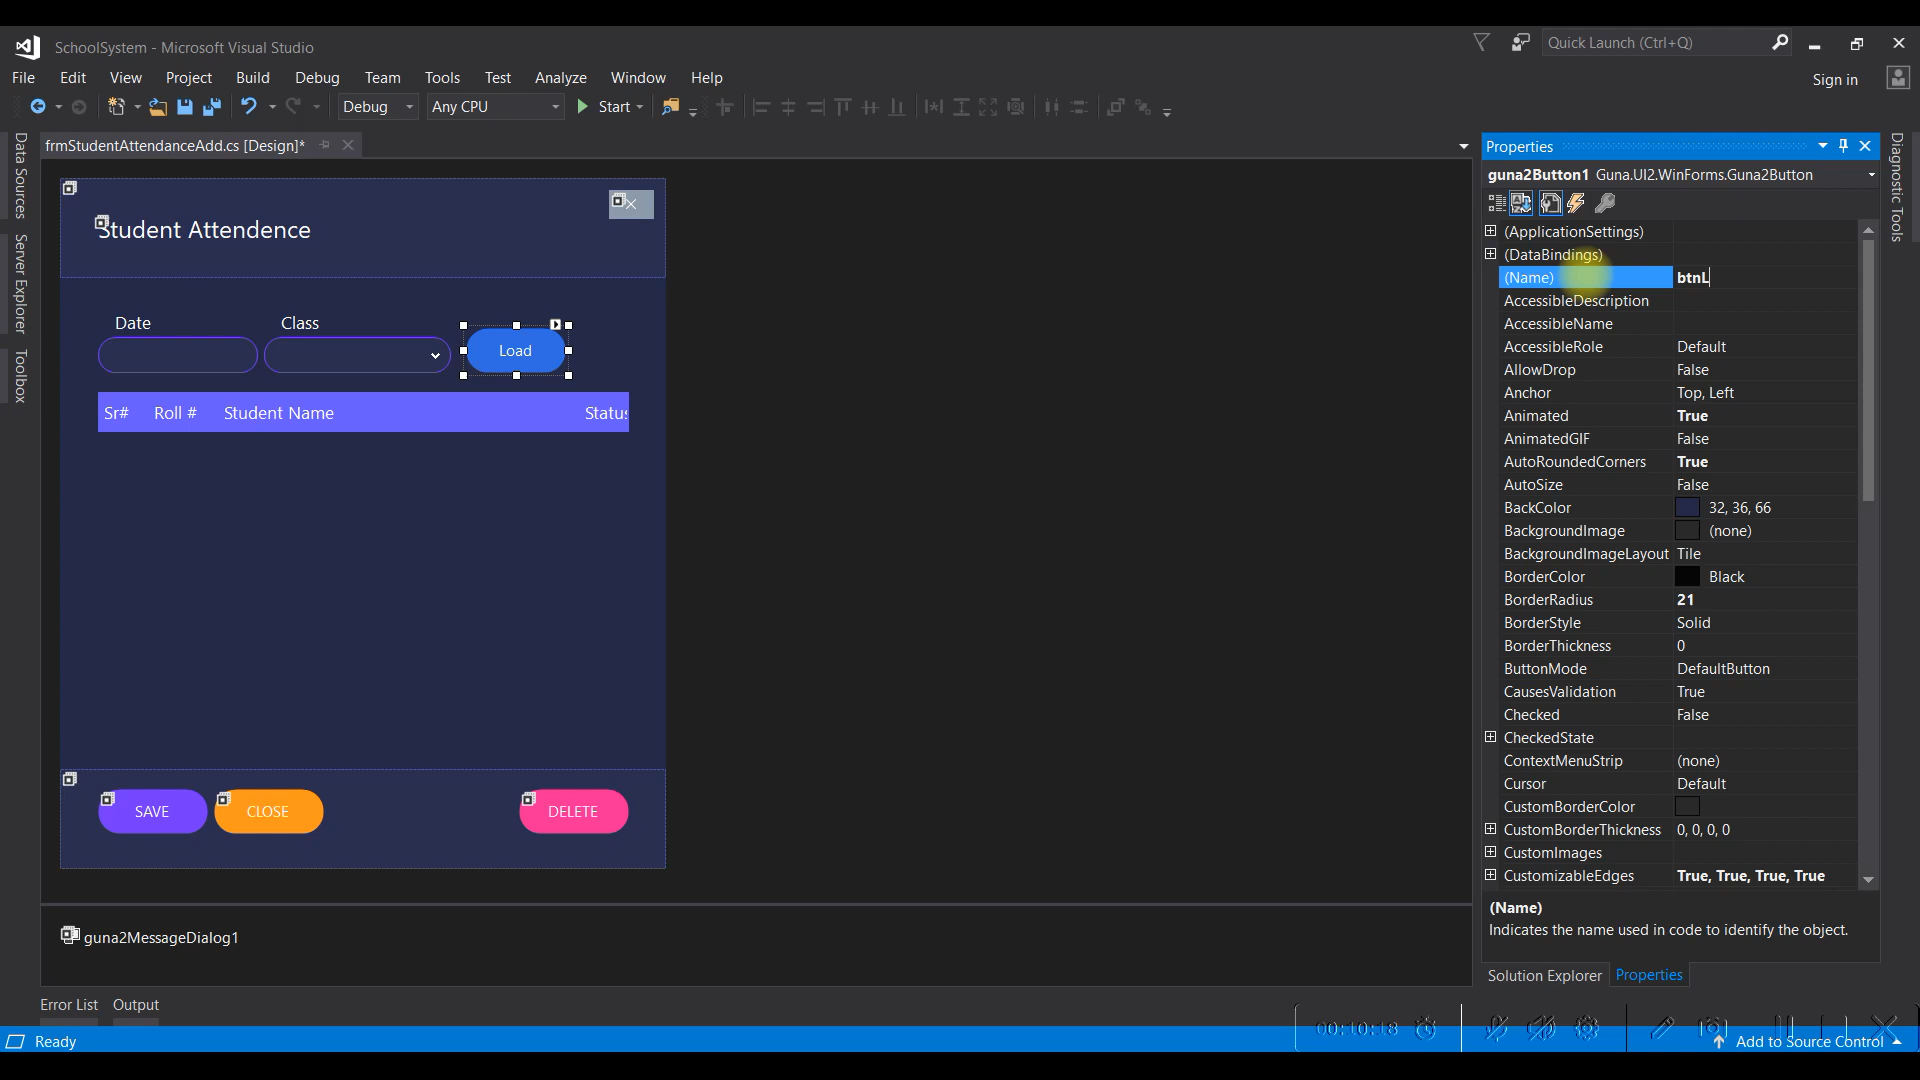 SchoolSystem - Microsoft Visual Studio
Quick Launch (Ctrl+Q)
File Edit View Project Build Debug Team Tools Test Analyze Window Help
Sign in
Debug Any CPU Start
Data Sources
Server Explorer
Toolbox
frmStudentAttendanceAdd.cs [Design]*
Student Attendence
Date Class
Load
Sr# Roll # Student Name Status
SAVE CLOSE DELETE
guna2MessageDialog1
Properties
guna2Button1 Guna.UI2.WinForms.Guna2Button
(ApplicationSettings)
(DataBindings)
(Name) btnL
AccessibleDescription
AccessibleName
AccessibleRole Default
AllowDrop False
Anchor Top, Left
Animated True
AnimatedGIF False
AutoRoundedCorners True
AutoSize False
BackColor 32, 36, 66
BackgroundImage (none)
BackgroundImageLayout Tile
BorderColor Black
BorderRadius 21
BorderStyle Solid
BorderThickness 0
ButtonMode DefaultButton
CausesValidation True
Checked False
CheckedState
ContextMenuStrip (none)
Cursor Default
CustomBorderColor
CustomBorderThickness 0, 0, 0, 0
CustomImages
CustomizableEdges True, True, True, True
(Name)
Indicates the name used in code to identify the object.
Solution Explorer Properties
Diagnostic Tools
Error List Output
00:10:18
Ready
Add to Source Control